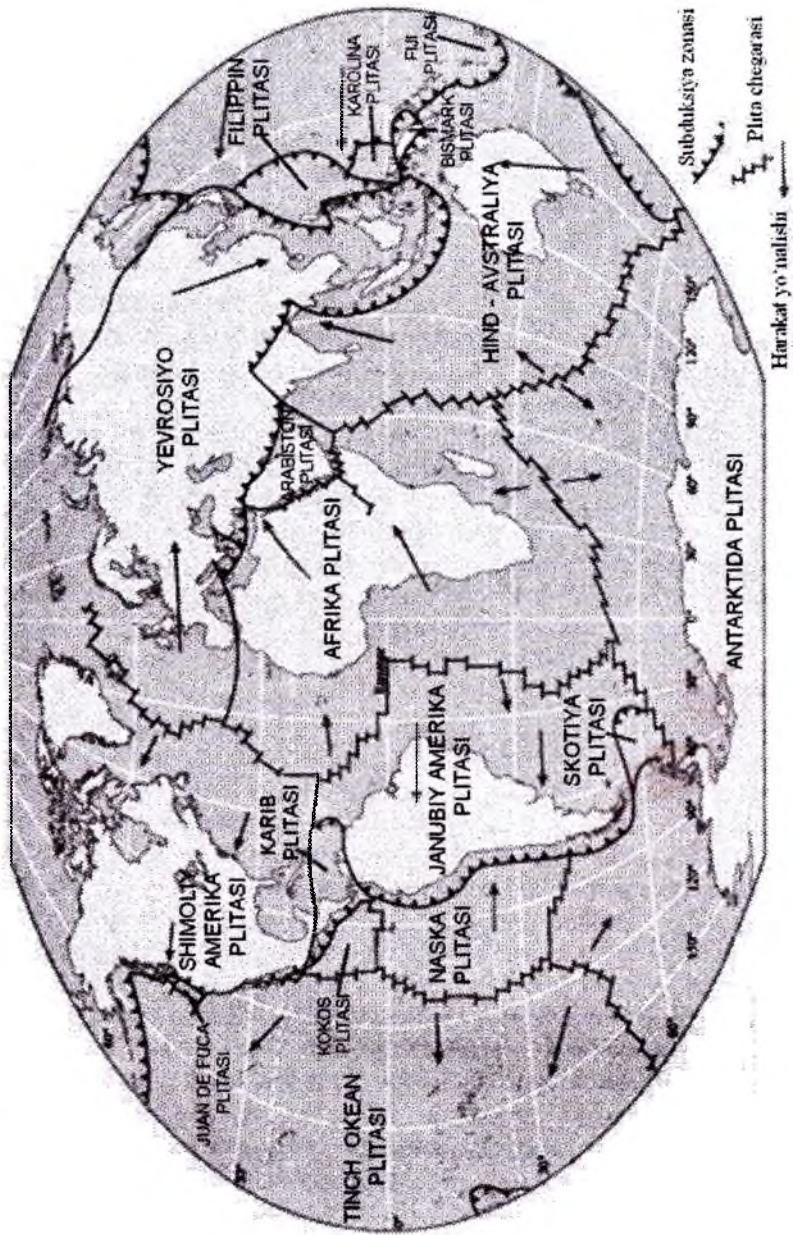 SHIMOLIY
AMERIKA
PLITASI
JUAN DE FUCA
PLITASI
TINCH OKEAN
PLITASI
KOKOS
PLITASI
KARIB
PLITASI
NASKA
PLITASI
JANUBIY AMERIKA
PLITASI
SKOTIYA
PLITASI
YEVROSIYO
PLITASI
AFRIKA PLITASI
ARABISTON
PLITASI
HIND - AVSTRALIYA
PLITASI
FILIPPIN
PLITASI
KAROLINA
PLITASI
BISMARK
PLITASI
FIJI
PLITASI
ANTARKTIDA PLITASI
Harakat yo'nalishi
Plita chegarasi
Subduksiya zonasi